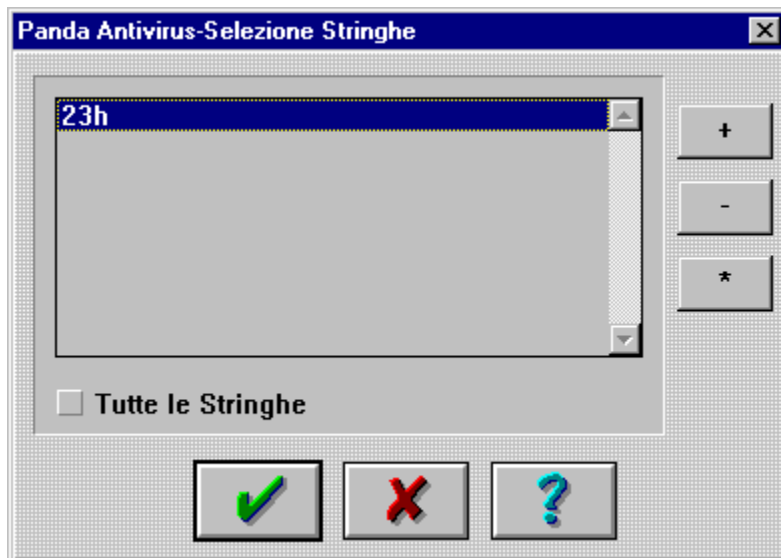 Panda Antivirus-Selezione Stringhe
23h
+
-
*
Tutte le Stringhe
?